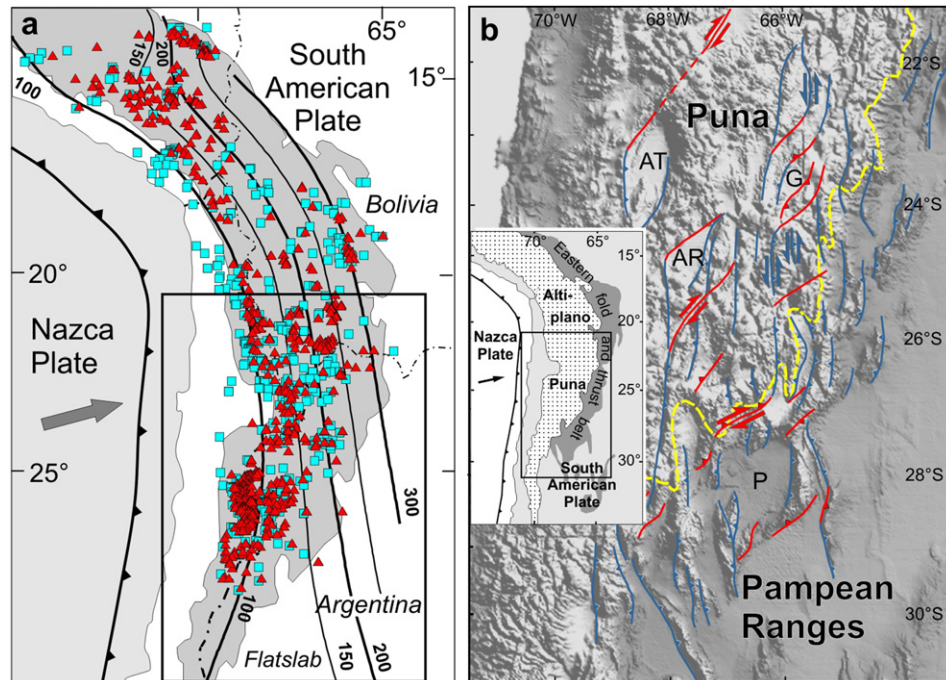 a
65°
150
200
South
American
Plate
15°
100
Bolivia
20°
Nazca
Plate
25°
300
100
Argentina
Flatslab
150
200
b
70°W
68°W
66°W
22°S
Puna
AT
G
24°S
AR
26°S
P
28°S
Pampean
Ranges
30°S
70°
65°
15°
Eastern
fold
and
thrust
belt
Alti-
plano
20°
Nazca
Plate
Puna
25°
30°
South
American
Plate